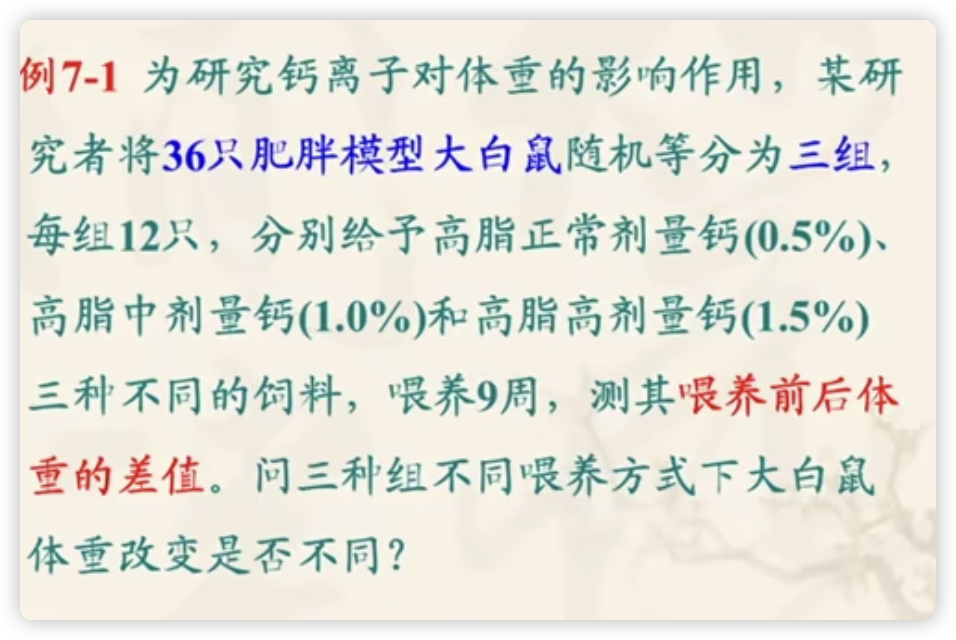 例7-1 为研究钙离子对体重的影响作用，某研
究者将36只肥胖模型大白鼠随机等分为三组，
每组12只，分别给予高脂正常剂量钙(0.5%)、
高脂中剂量钙(1.0%)和高脂高剂量钙(1.5%)
三种不同的饲料，喂养9周，测其喂养前后体
重的差值。问三种组不同喂养方式下大白鼠
体重改变是否不同？